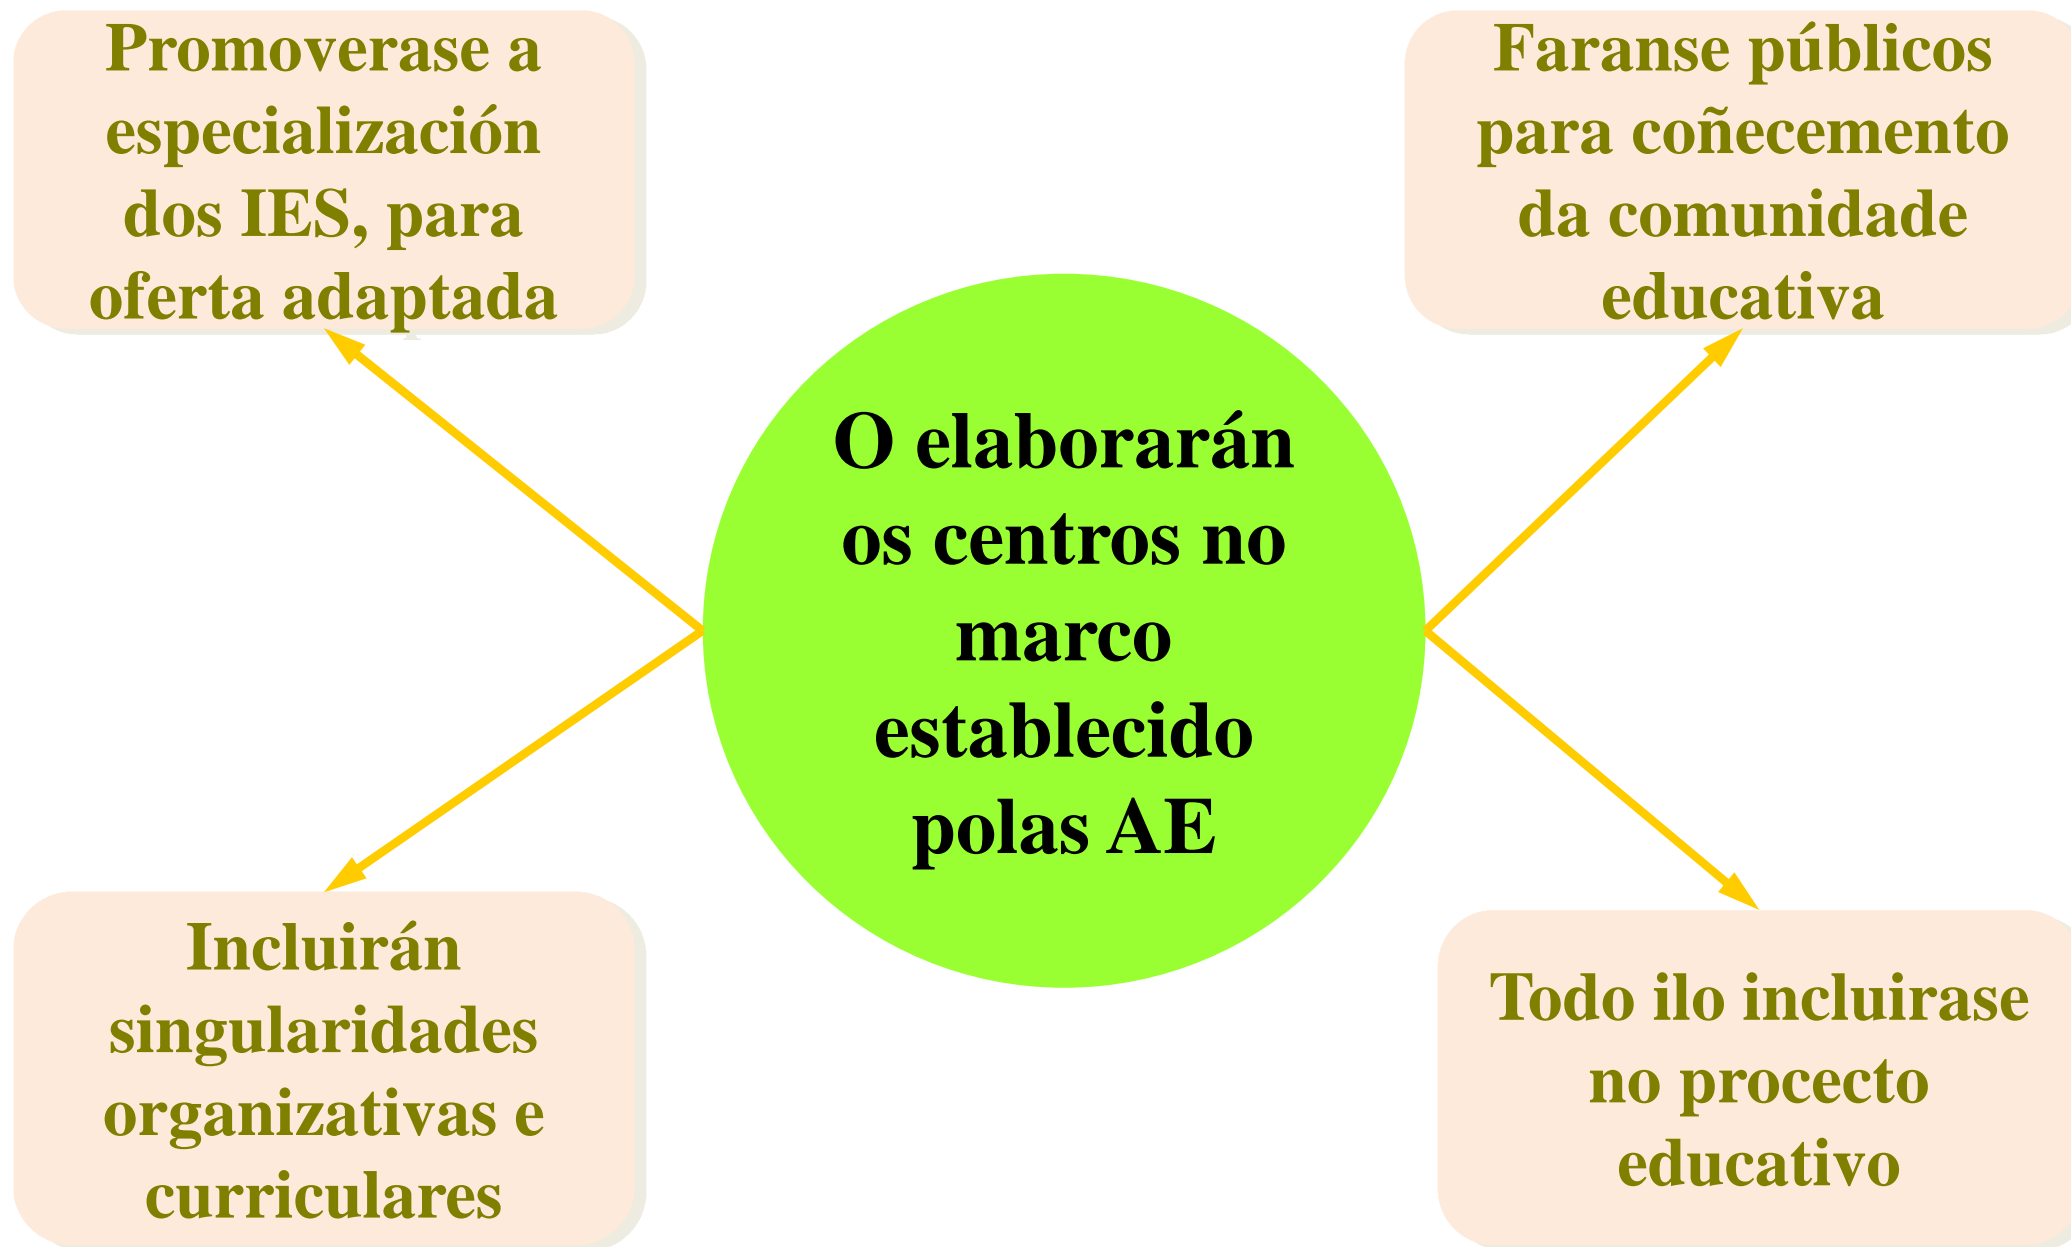 Promoverase a
especialización
dos IES, para
oferta adaptada
Faranse públicos
para coñecemento
da comunidade
educativa
O elaborarán
os centros no
marco
establecido
polas AE
Incluirán
singularidades
organizativas e
curriculares
Todo ilo incluirase
no procecto
educativo